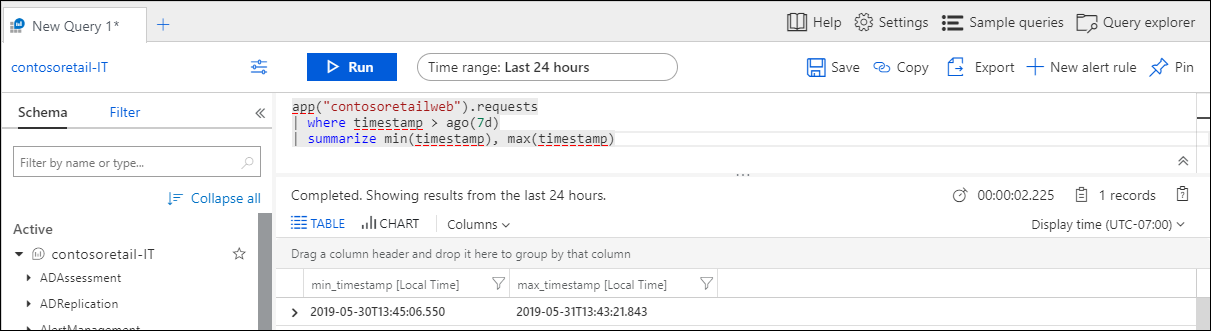 New Query 1*
Help Settings Sample queries Query explorer
contosoretail-IT
Run
Time range: Last 24 hours
Save Copy Export New alert rule Pin
Schema Filter
app("contosoretailweb").requests
| where timestamp > ago(7d)
| summarize min(timestamp), max(timestamp)
Filter by name or type...
Collapse all
Active
contosoretail-IT
ADAssessment
ADReplication
AlertManagement
Completed. Showing results from the last 24 hours.
00:00:02.225
1 records
TABLE CHART Columns
Display time (UTC-07:00)
Drag a column header and drop it here to group by that column
min_timestamp [Local Time] max_timestamp [Local Time]
2019-05-30T13:45:06.550 2019-05-31T13:43:21.843